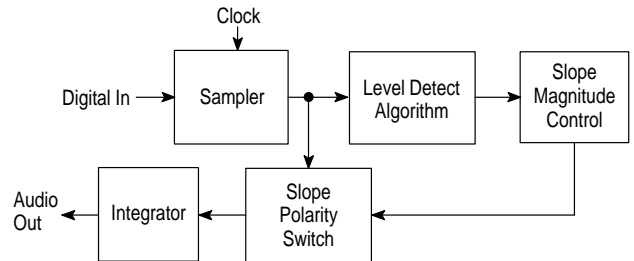 Clock
Digital In
Sampler
Level Detect
Algorithm
Slope
Magnitude
Control
Audio
Out
Integrator
Slope
Polarity
Switch